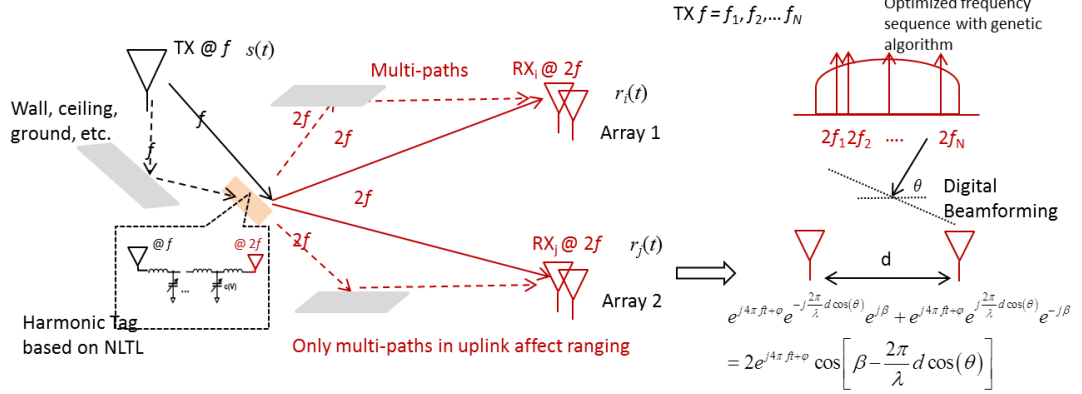 TX @ f s(t)
Wall, ceiling,
ground, etc.
f
f
Multi-paths
2f
2f
2f
2f
RXi @ 2f
ri(t)
Array 1
RXj @ 2f
rj(t)
Array 2
@ f
@ 2f
...
c(V)
Harmonic Tag
based on NLTL
Only multi-paths in uplink affect ranging
TX f = f1, f2,... fN
Optimized frequency
sequence with genetic
algorithm
2f1 2f2 .... 2fN
θ
Digital
Beamforming
d
e^{j4π ft+φ} e^{-j(2π/λ)d cos(θ)} e^{jβ} + e^{j4π ft+φ} e^{j(2π/λ)d cos(θ)} e^{-jβ}
= 2e^{j4π ft+φ} cos[β - (2π/λ) d cos(θ)]